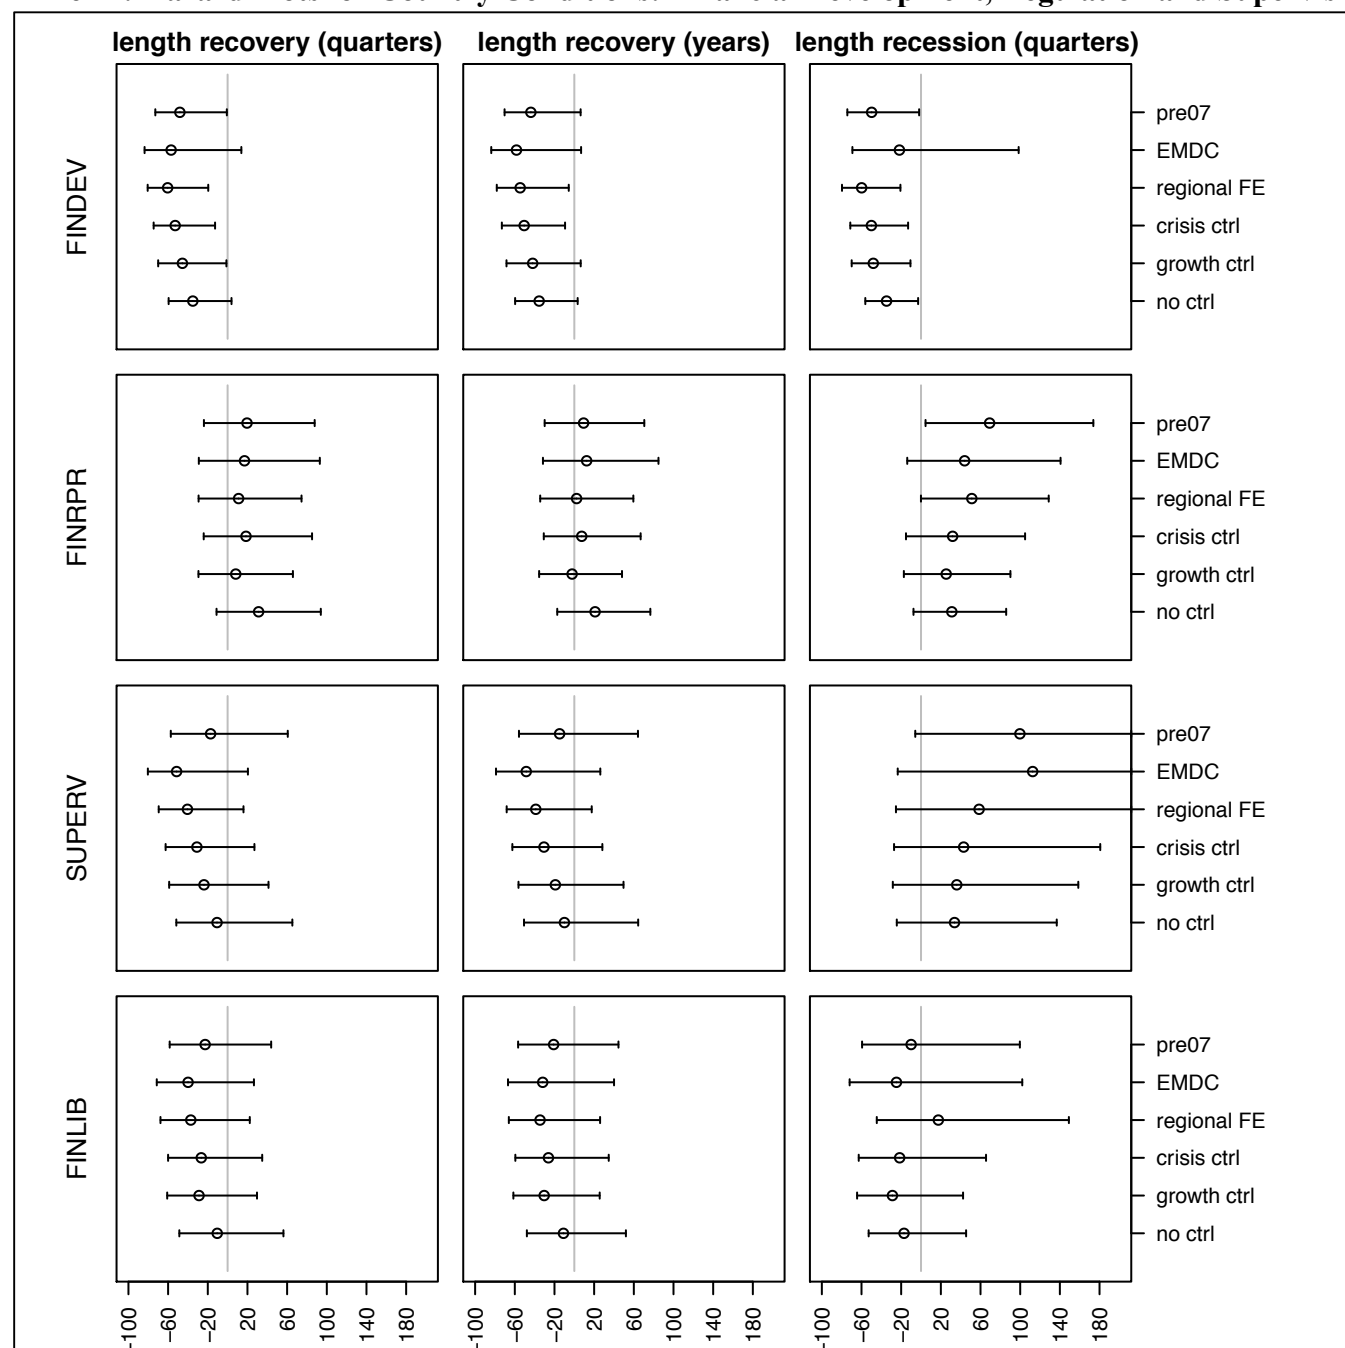 length recovery (quarters) length recovery (years) length recession (quarters)
FINDEV
pre07
EMDC
regional FE
crisis ctrl
growth ctrl
no ctrl
FINRPR
pre07
EMDC
regional FE
crisis ctrl
growth ctrl
no ctrl
SUPERV
pre07
EMDC
regional FE
crisis ctrl
growth ctrl
no ctrl
FINLIB
pre07
EMDC
regional FE
crisis ctrl
growth ctrl
no ctrl
-100 -60 -20 20 60 100 140 180 -100 -60 -20 20 60 100 140 180 -100 -60 -20 20 60 100 140 180